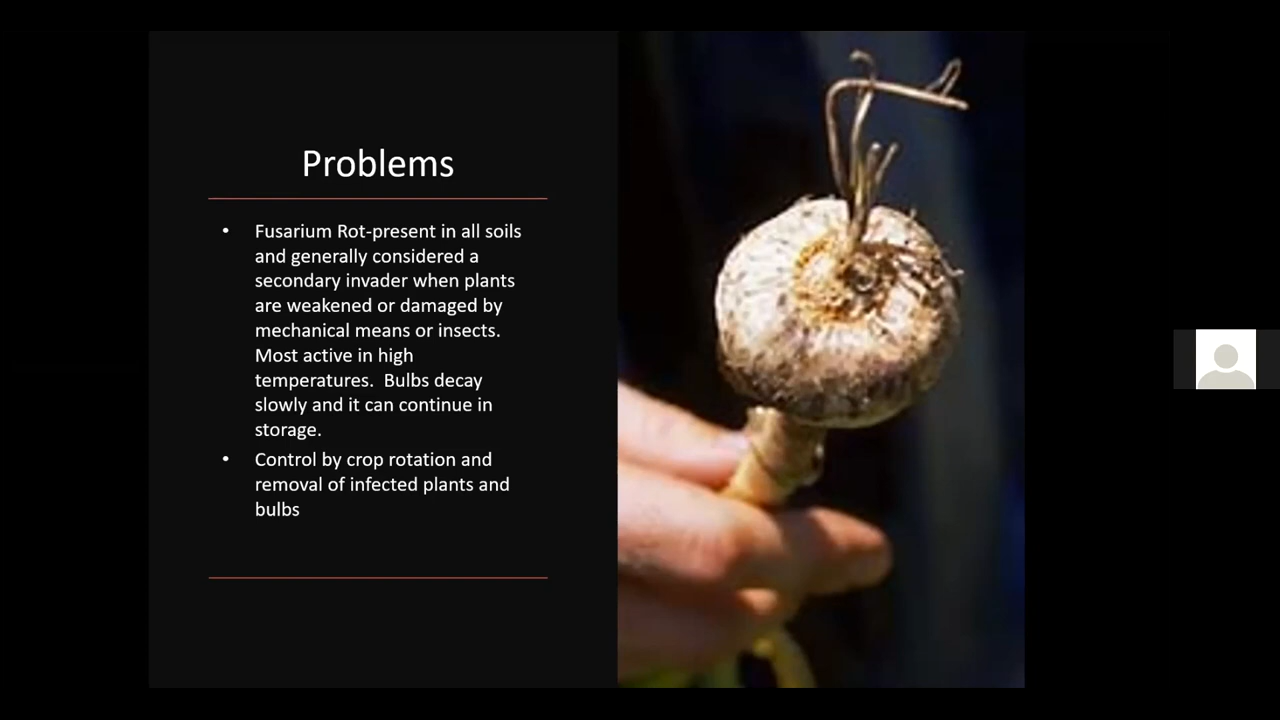 Problems
• Fusarium Rot-present in all soils
and generally considered a
secondary invader when plants
are weakened or damaged by
mechanical means or insects.
Most active in high
temperatures.  Bulbs decay
slowly and it can continue in
storage.
• Control by crop rotation and
removal of infected plants and
bulbs